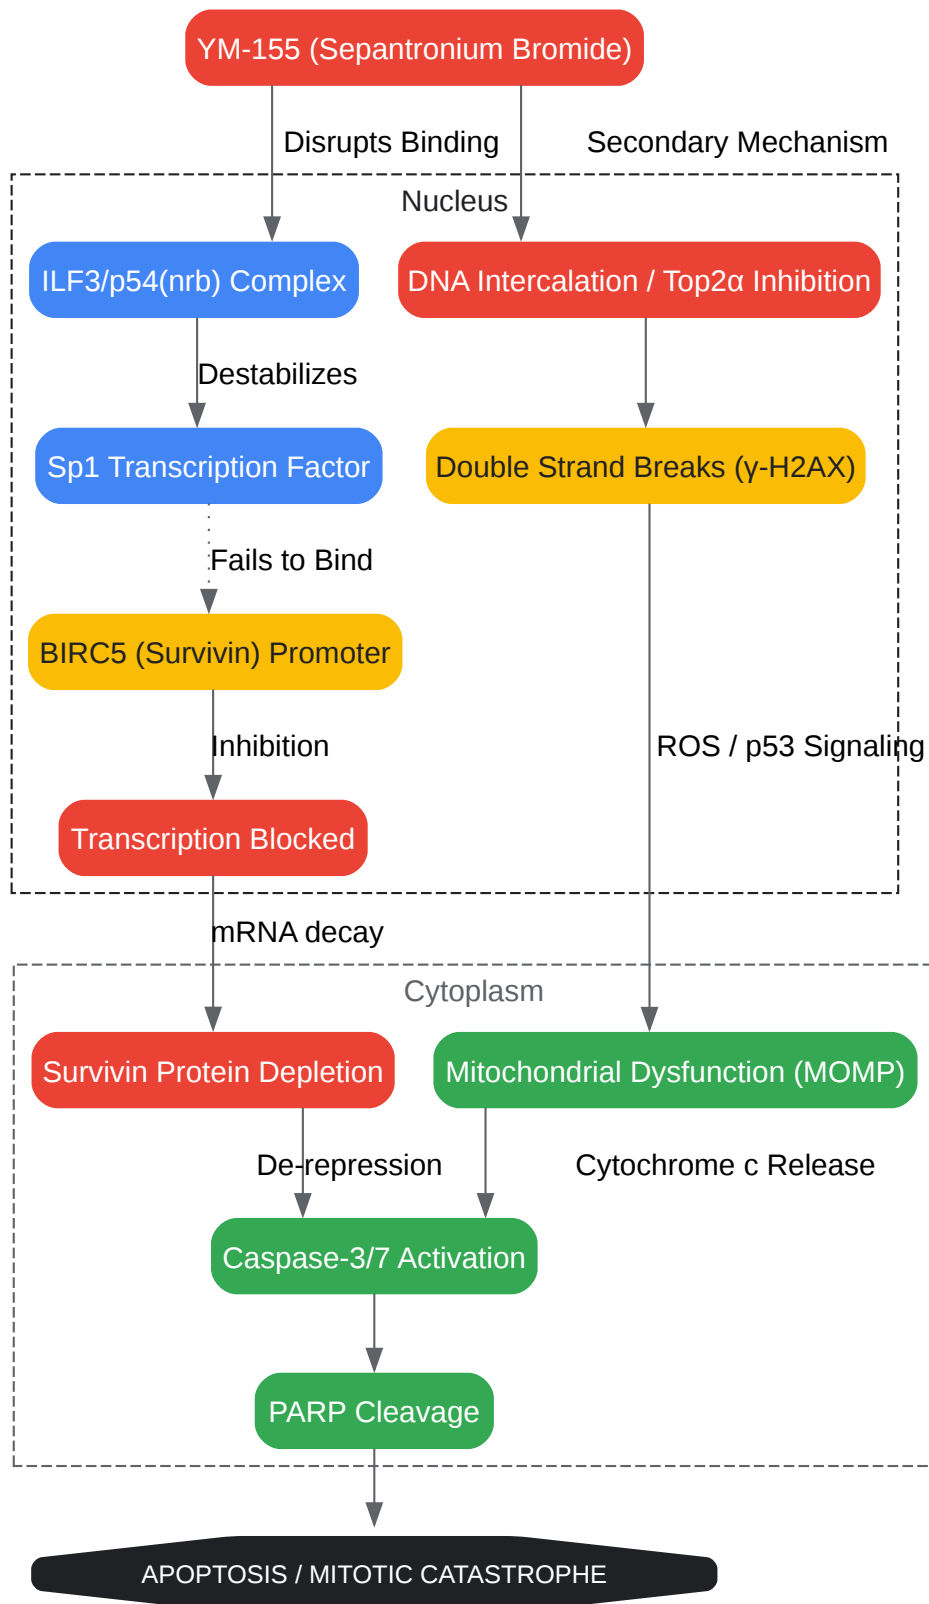 YM-155 (Sepantronium Bromide)
Disrupts Binding
Secondary Mechanism
Nucleus
ILF3/p54(nrb) Complex
DNA Intercalation / Top2α Inhibition
Destabilizes
Sp1 Transcription Factor
Double Strand Breaks (γ-H2AX)
Fails to Bind
BIRC5 (Survivin) Promoter
Inhibition
ROS / p53 Signaling
Transcription Blocked
mRNA decay
Cytoplasm
Survivin Protein Depletion
Mitochondrial Dysfunction (MOMP)
De-repression
Cytochrome c Release
Caspase-3/7 Activation
PARP Cleavage
APOPTOSIS / MITOTIC CATASTROPHE